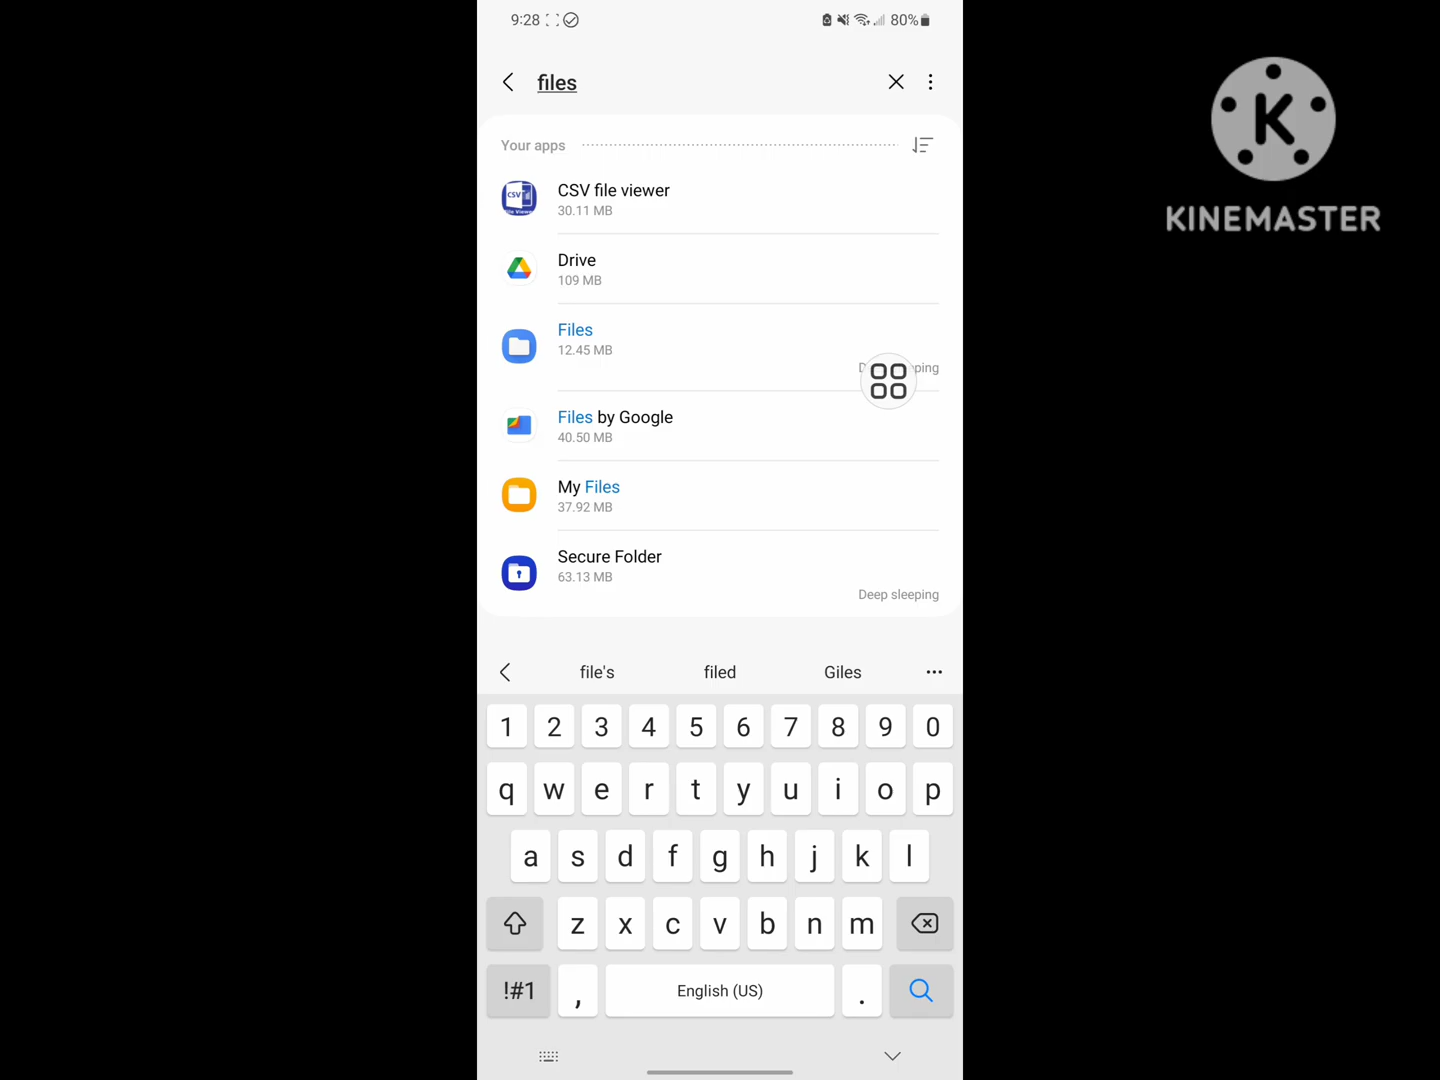 9:28
80%
files
K
KINEMASTER
Your apps
CSV file viewer
30.11 MB
Drive
109 MB
Files
12.45 MB
Files by Google
40.50 MB
My Files
37.92 MB
Secure Folder
63.13 MB
Deep sleeping
file's filed Giles
1 2 3 4 5 6 7 8 9 0
q w e r t y u i o p
a s d f g h j k l
z x c v b n m
!#1 , English (US) .